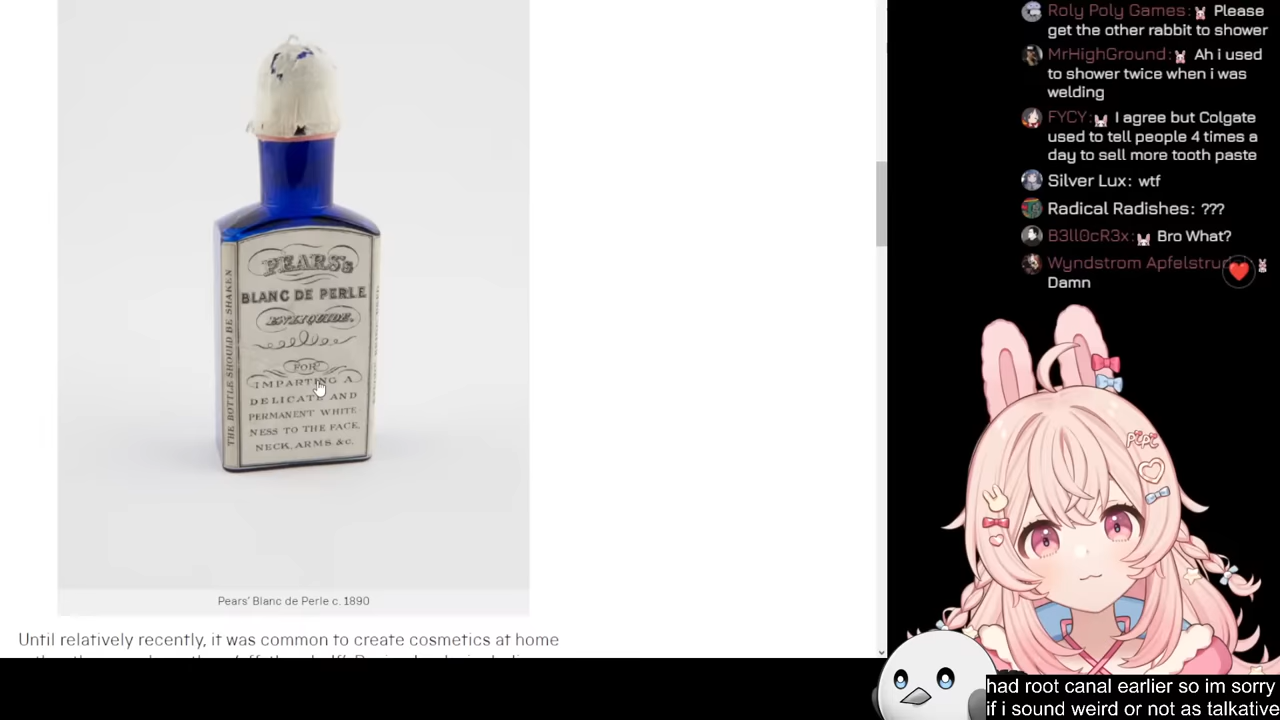 PEARS's
BLANC DE PERLE
EN LIQUIDE.
FOR
IMPARTING A
DELICATE AND
PERMANENT WHITE
NESS TO THE FACE,
NECK, ARMS &c.
THE BOTTLE SHOULD BE SHAKEN
Pears' Blanc de Perle c. 1890
Until relatively recently, it was common to create cosmetics at home
Roly Poly Games: Please
get the other rabbit to shower
MrHighGround: Ah i used
to shower twice when i was
welding
FYCY: I agree but Colgate
used to tell people 4 times a
day to sell more tooth paste
Silver Lux: wtf
Radical Radishes: ???
B3ll0cR3x: Bro What?
Wyndstrom
Damn
PiPi
had root canal earlier so im sorry
if i sound weird or not as talkative